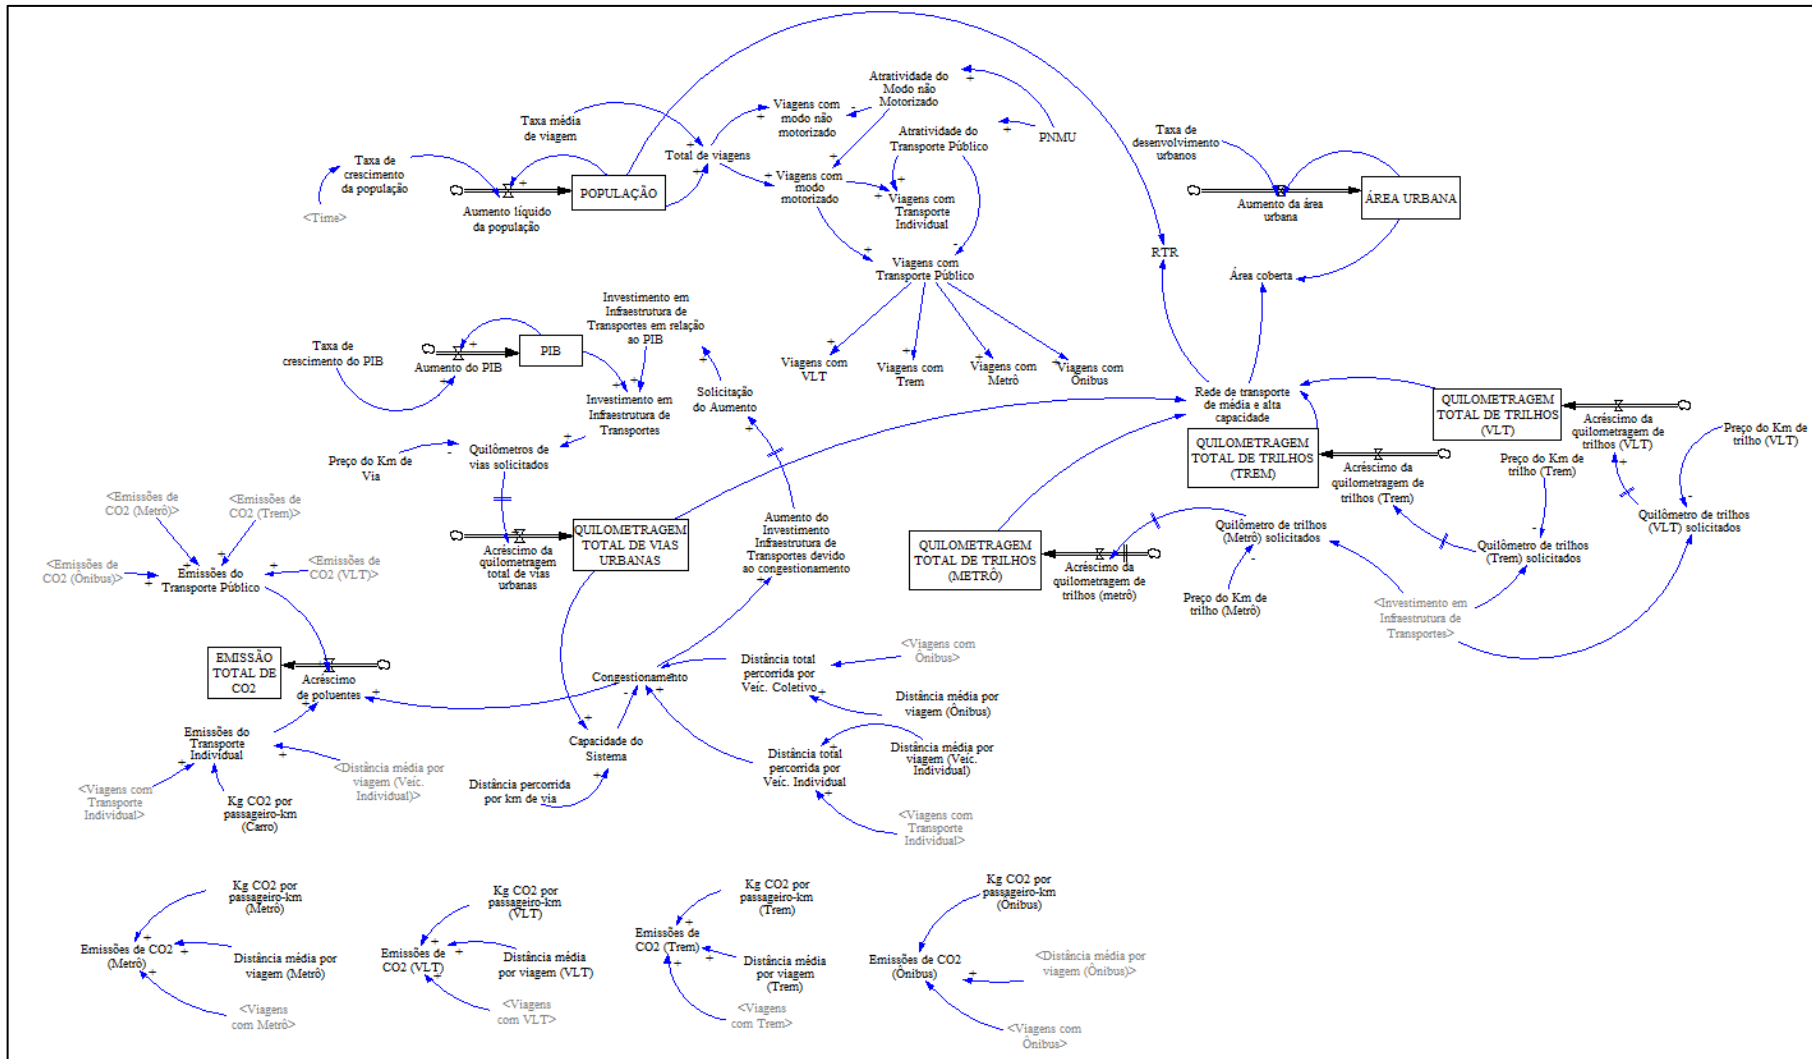 Atratividade do
Modo não
Motorizado
Viagens com
modo não
motorizado
Taxa média
de viagem
Atratividade do
Transporte Público
PNMU
Taxa de
desenvolvimento
urbanos
Total de viagens
Taxa de
crescimento
da população
Viagens com
modo
motorizado
POPULAÇÃO
<Time>
Aumento líquido
da população
Viagens com
Transporte
Individual
ÁREA URBANA
Aumento da área
urbana
RTR
Viagens com
Transporte Público
Área coberta
Investimento em
Infraestrutura de
Transportes em relação
ao PIB
Taxa de
crescimento do PIB
PIB
Aumento do PIB
Viagens com
VLT
Viagens com
Trem
Viagens com
Metrô
Viagens com
Ônibus
Solicitação
do Aumento
Investimento em
Infraestrutura de
Transportes
Rede de transporte
de média e alta
capacidade
QUILOMETRAGEM
TOTAL DE TRILHOS
(VLT)
Acréscimo da
quilometragem de
trilhos (VLT)
Preço do Km de
trilho (VLT)
QUILOMETRAGEM
TOTAL DE TRILHOS
(TREM)
Acréscimo da
quilometragem de
trilhos (Trem)
Preço do Km de
trilho (Trem)
Preço do Km de
Via
Quilômetros de
vias solicitados
<Emissões de
CO2 (Metrô)>
<Emissões de
CO2 (Trem)>
<Emissões de
CO2 (Ônibus)>
<Emissões de
CO2 (VLT)>
Emissões do
Transporte Público
QUILOMETRAGEM
TOTAL DE VIAS
URBANAS
Acréscimo da
quilometragem
total de vias
urbanas
Aumento do
Investimento
Infraestrutura de
Transportes devido
ao congestionamento
QUILOMETRAGEM
TOTAL DE TRILHOS
(METRÔ)
Acréscimo da
quilometragem de
trilhos (metrô)
Quilômetro de trilhos
(Metrô) solicitados
Quilômetro de trilhos
(Trem) solicitados
Quilômetro de trilhos
(VLT) solicitados
Preço do Km de
trilho (Metrô)
<Investimento em
Infraestrutura de
Transportes>
EMISSÃO
TOTAL DE
CO2
Acréscimo
de poluentes
Congestionamento
Distância total
percorrida por
Veíc. Coletivo
<Viagens com
Ônibus>
Distância média por
viagem (Ônibus)
Emissões do
Transporte
Individual
<Distância média por
viagem (Veíc.
Individual)>
Capacidade do
Sistema
Distância total
percorrida por
Veíc. Individual
Distância média por
viagem (Veíc.
Individual)
<Viagens com
Transporte
Individual>
Kg CO2 por
passageiro-km
(Carro)
Distância percorrida
por km de via
<Viagens com
Transporte
Individual>
Kg CO2 por
passageiro-km
(Metrô)
Emissões de CO2
(Metrô)
Distância média por
viagem (Metrô)
<Viagens
com Metrô>
Kg CO2 por
passageiro-km
(VLT)
Emissões de
CO2 (VLT)
Distância média
por viagem (VLT)
<Viagens
com VLT>
Kg CO2 por
passageiro-km
(Trem)
Emissões de
CO2 (Trem)
Distância média
por viagem
(Trem)
<Viagens
com Trem>
Kg CO2 por
passageiro-km
(Ônibus)
Emissões de CO2
(Ônibus)
<Distância média por
viagem (Ônibus)>
<Viagens com
Ônibus>